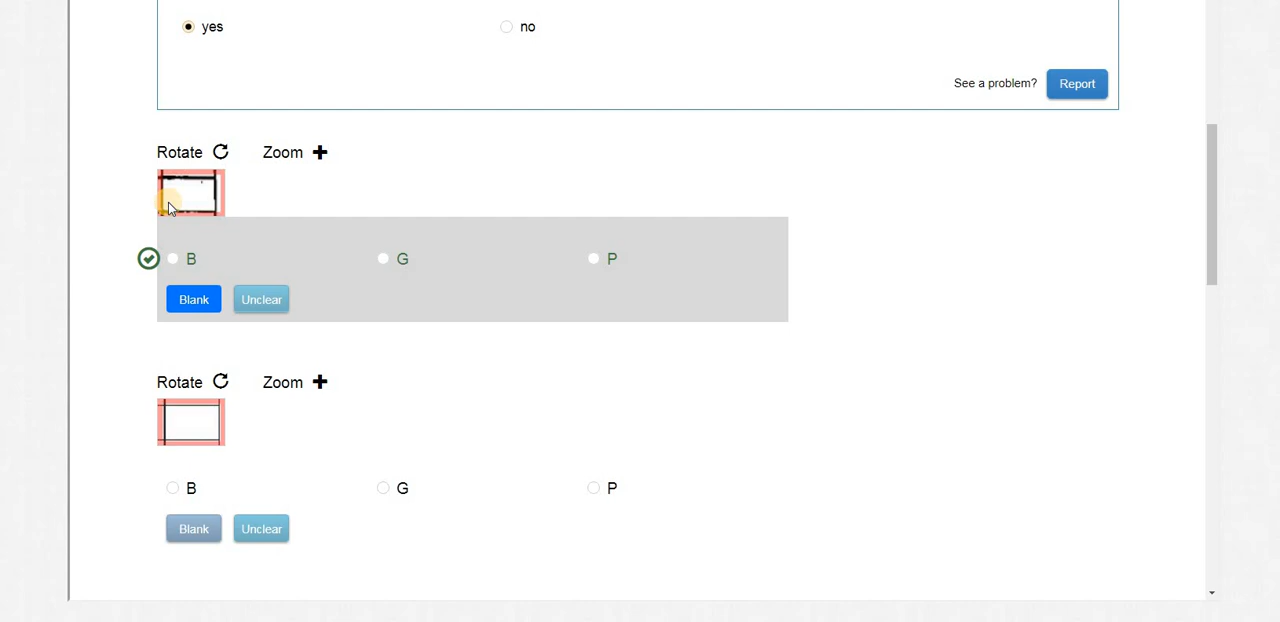 yes no
See a problem? Report
Rotate Zoom
B G P
Blank Unclear
Rotate Zoom
B G P
Blank Unclear